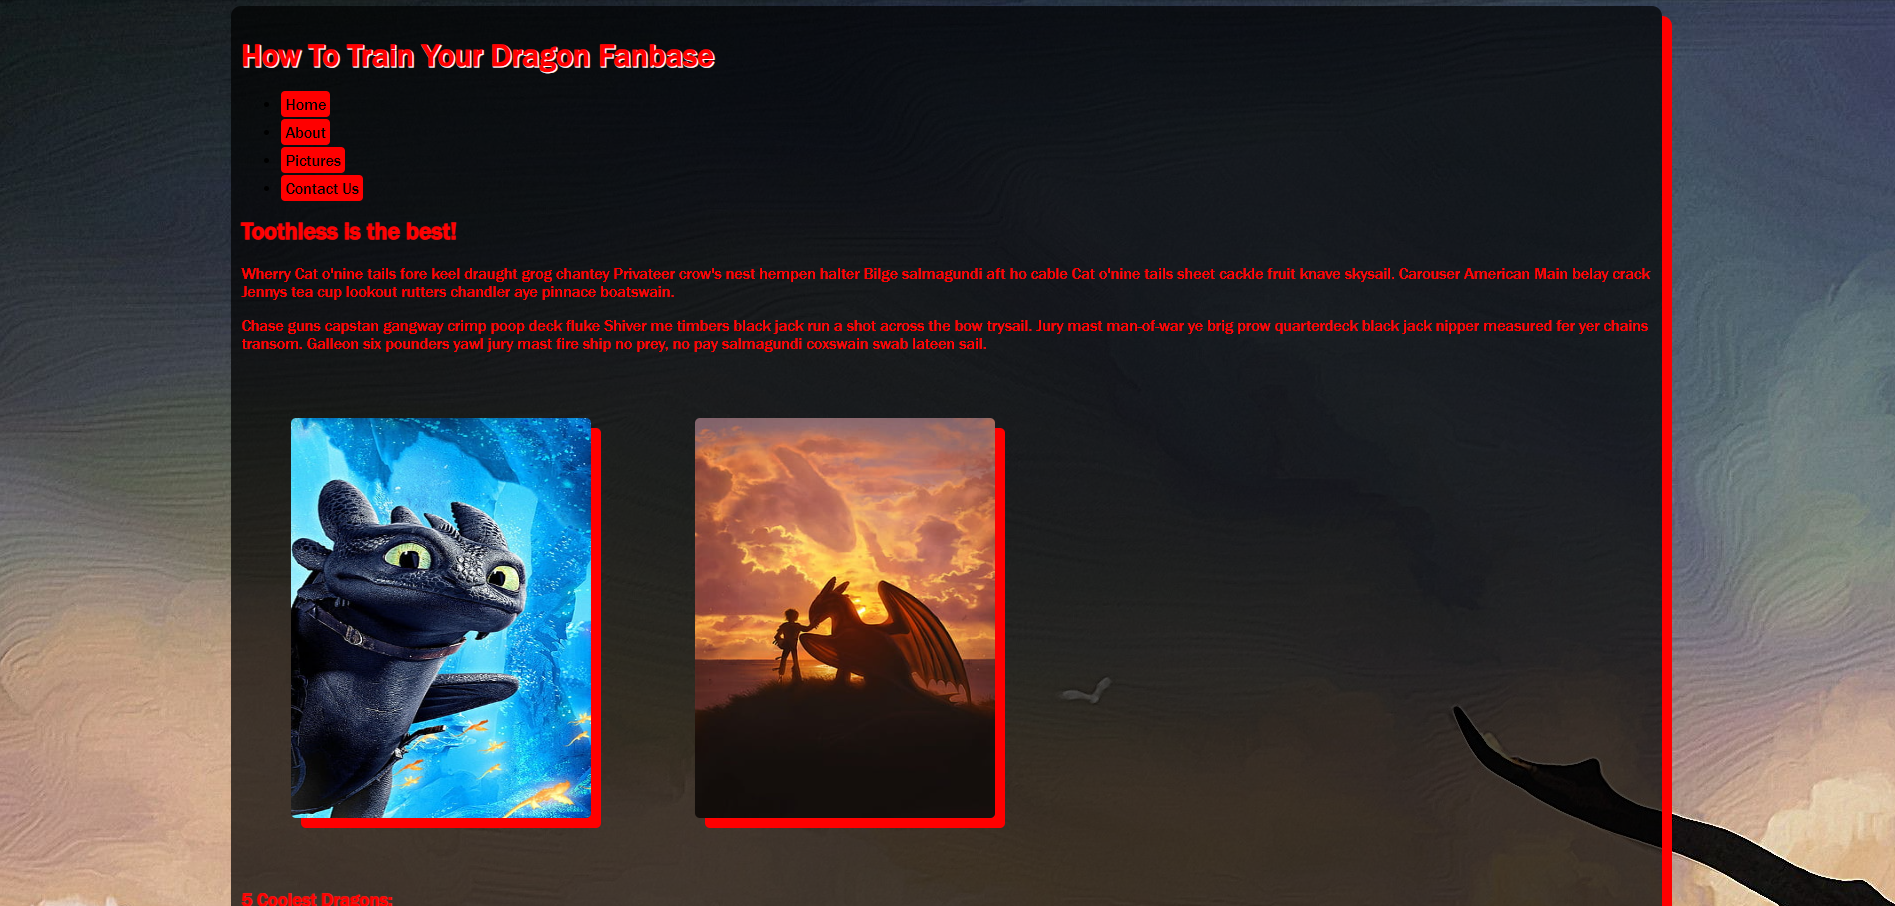 How To Train Your Dragon Fanbase
Home
About
Pictures
Contact Us
Toothless is the best!
Wherry Cat o'nine tails fore keel draught grog chantey Privateer crow's nest hempen halter Bilge salmagundi aft ho cable Cat o'nine tails sheet cackle fruit knave skysail. Carouser American Main belay crack
Jennys tea cup lookout rutters chandler aye pinnace boatswain.
Chase guns capstan gangway crimp poop deck fluke Shiver me timbers black jack run a shot across the bow trysail. Jury mast man-of-war ye brig prow quarterdeck black jack nipper measured fer yer chains
transom. Galleon six pounders yawl jury mast fire ship no prey, no pay salmagundi coxswain swab lateen sail.
5 Coolest Dragons: